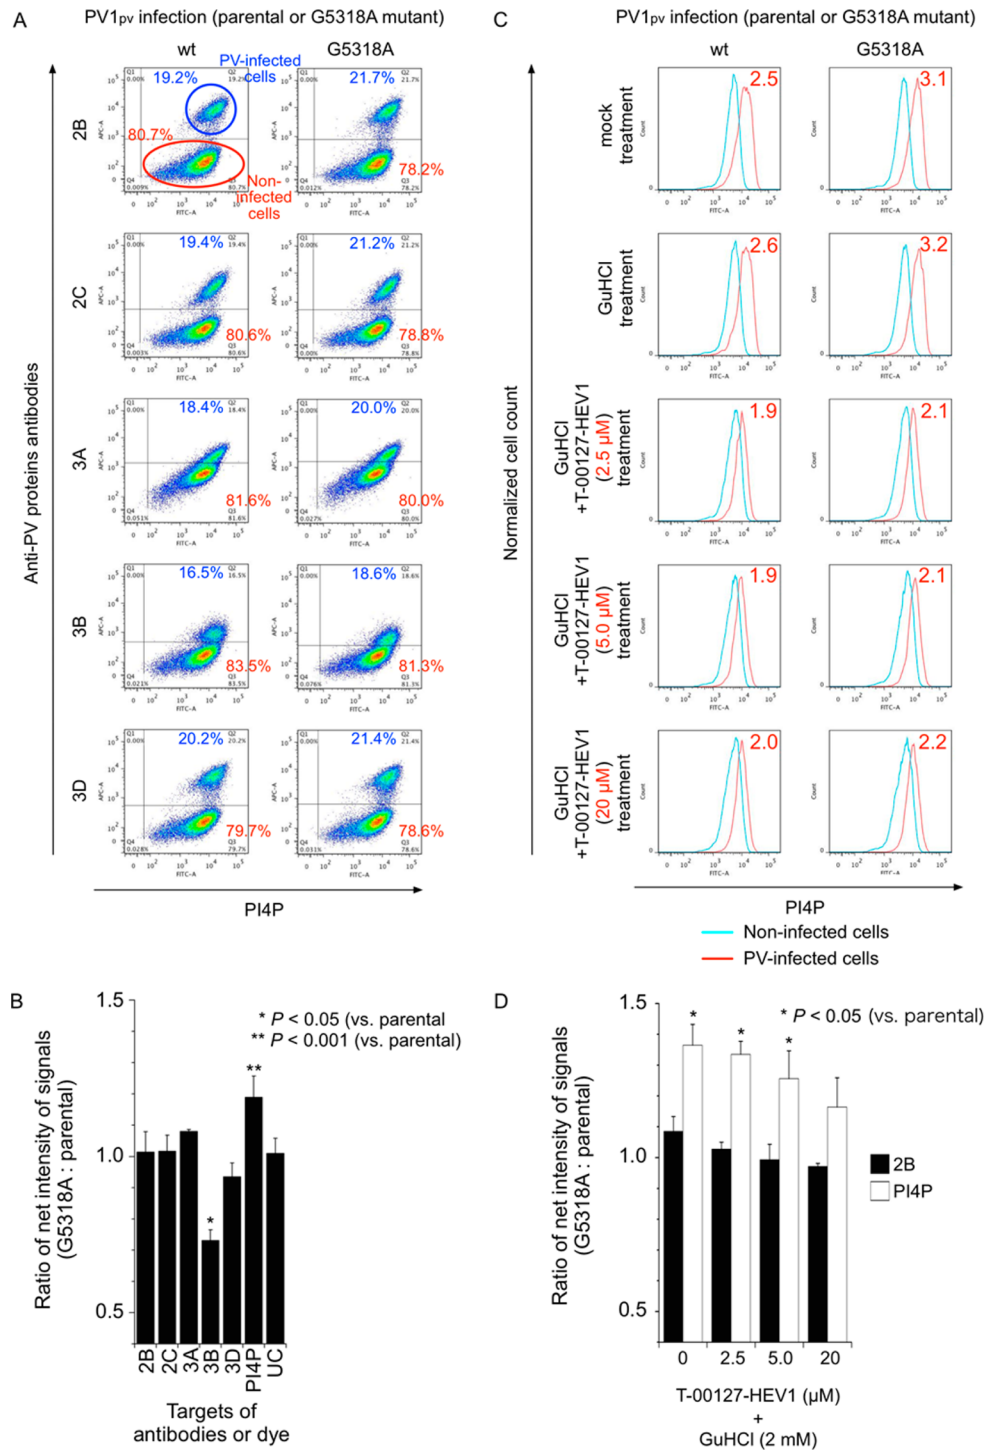 A
PV1pv infection (parental or G5318A mutant)
wt
G5318A
Anti-PV proteins antibodies
2B
19.2%
PV-infected
cells
80.7%
Non-
infected
cells
21.7%
78.2%
2C
19.4%
80.6%
21.2%
78.8%
3A
18.4%
81.6%
20.0%
80.0%
3B
16.5%
83.5%
18.6%
81.3%
3D
20.2%
79.7%
21.4%
78.6%
APC-A
FITC-A
PI4P
C
PV1pv infection (parental or G5318A mutant)
wt
G5318A
Normalized cell count
mock
treatment
2.5
3.1
GuHCl
treatment
2.6
3.2
GuHCl
+T-00127-HEV1
(2.5 µM)
treatment
1.9
2.1
GuHCl
+T-00127-HEV1
(5.0 µM)
treatment
1.9
2.1
GuHCl
+T-00127-HEV1
(20 µM)
treatment
2.0
2.2
Count
FITC-A
PI4P
Non-infected cells
PV-infected cells
B
Ratio of net intensity of signals
(G5318A : parental)
1.5
1.0
0.5
* P < 0.05 (vs. parental
** P < 0.001 (vs. parental)
*
**
2B 2C 3A 3B 3D PI4P UC
Targets of
antibodies or dye
D
Ratio of net intensity of signals
(G5318A : parental)
1.5
1.0
0.5
* P < 0.05 (vs. parental)
* * *
2B
PI4P
0 2.5 5.0 20
T-00127-HEV1 (µM)
+
GuHCl (2 mM)